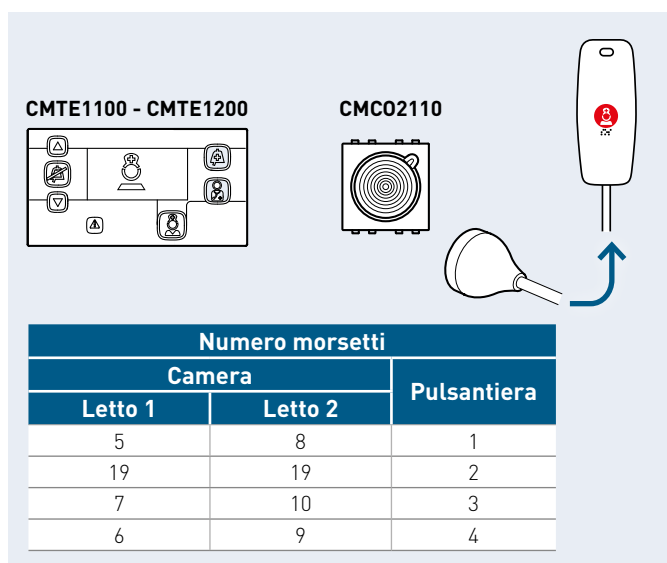 CMTE1100 - CMTE1200
CMCO2110
Numero morsetti
Camera
Pulsantiera
Letto 1 Letto 2
5 8 1
19 19 2
7 10 3
6 9 4